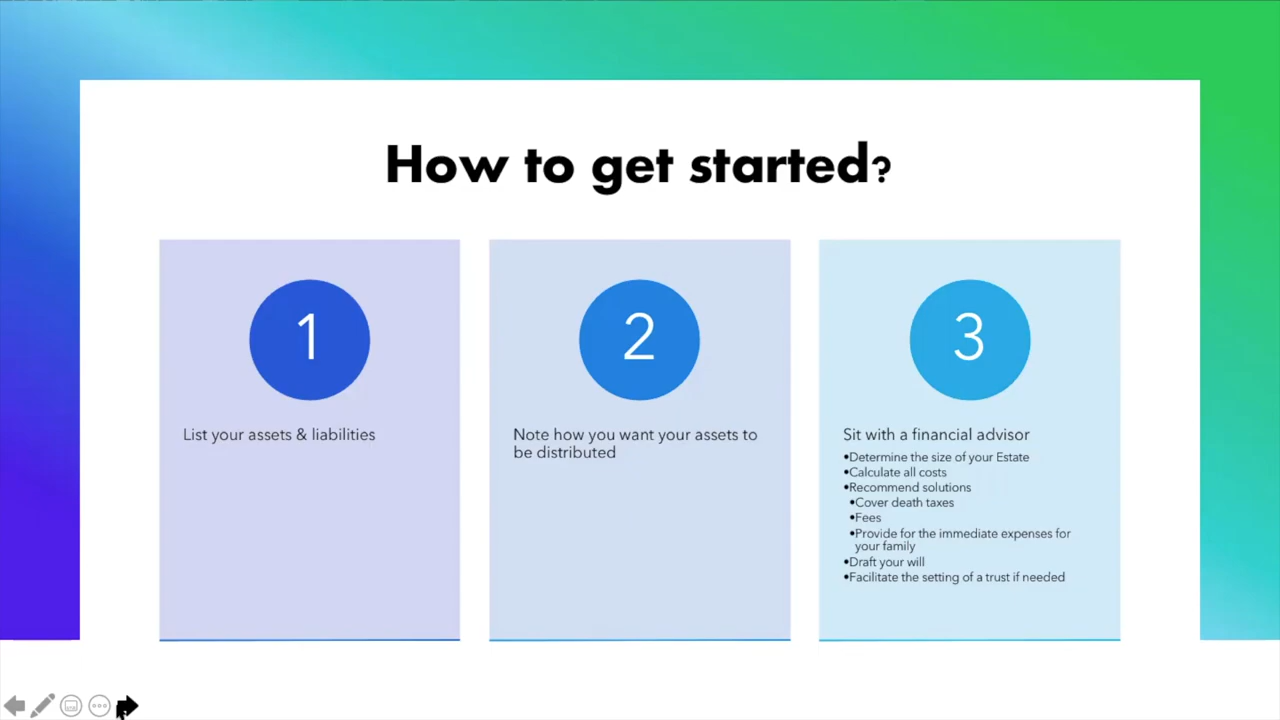 How to get started?
1
List your assets & liabilities
2
Note how you want your assets to
be distributed
3
Sit with a financial advisor
•Determine the size of your Estate
•Calculate all costs
•Recommend solutions
•Cover death taxes
•Fees
•Provide for the immediate expenses for
your family
•Draft your will
•Facilitate the setting of a trust if needed